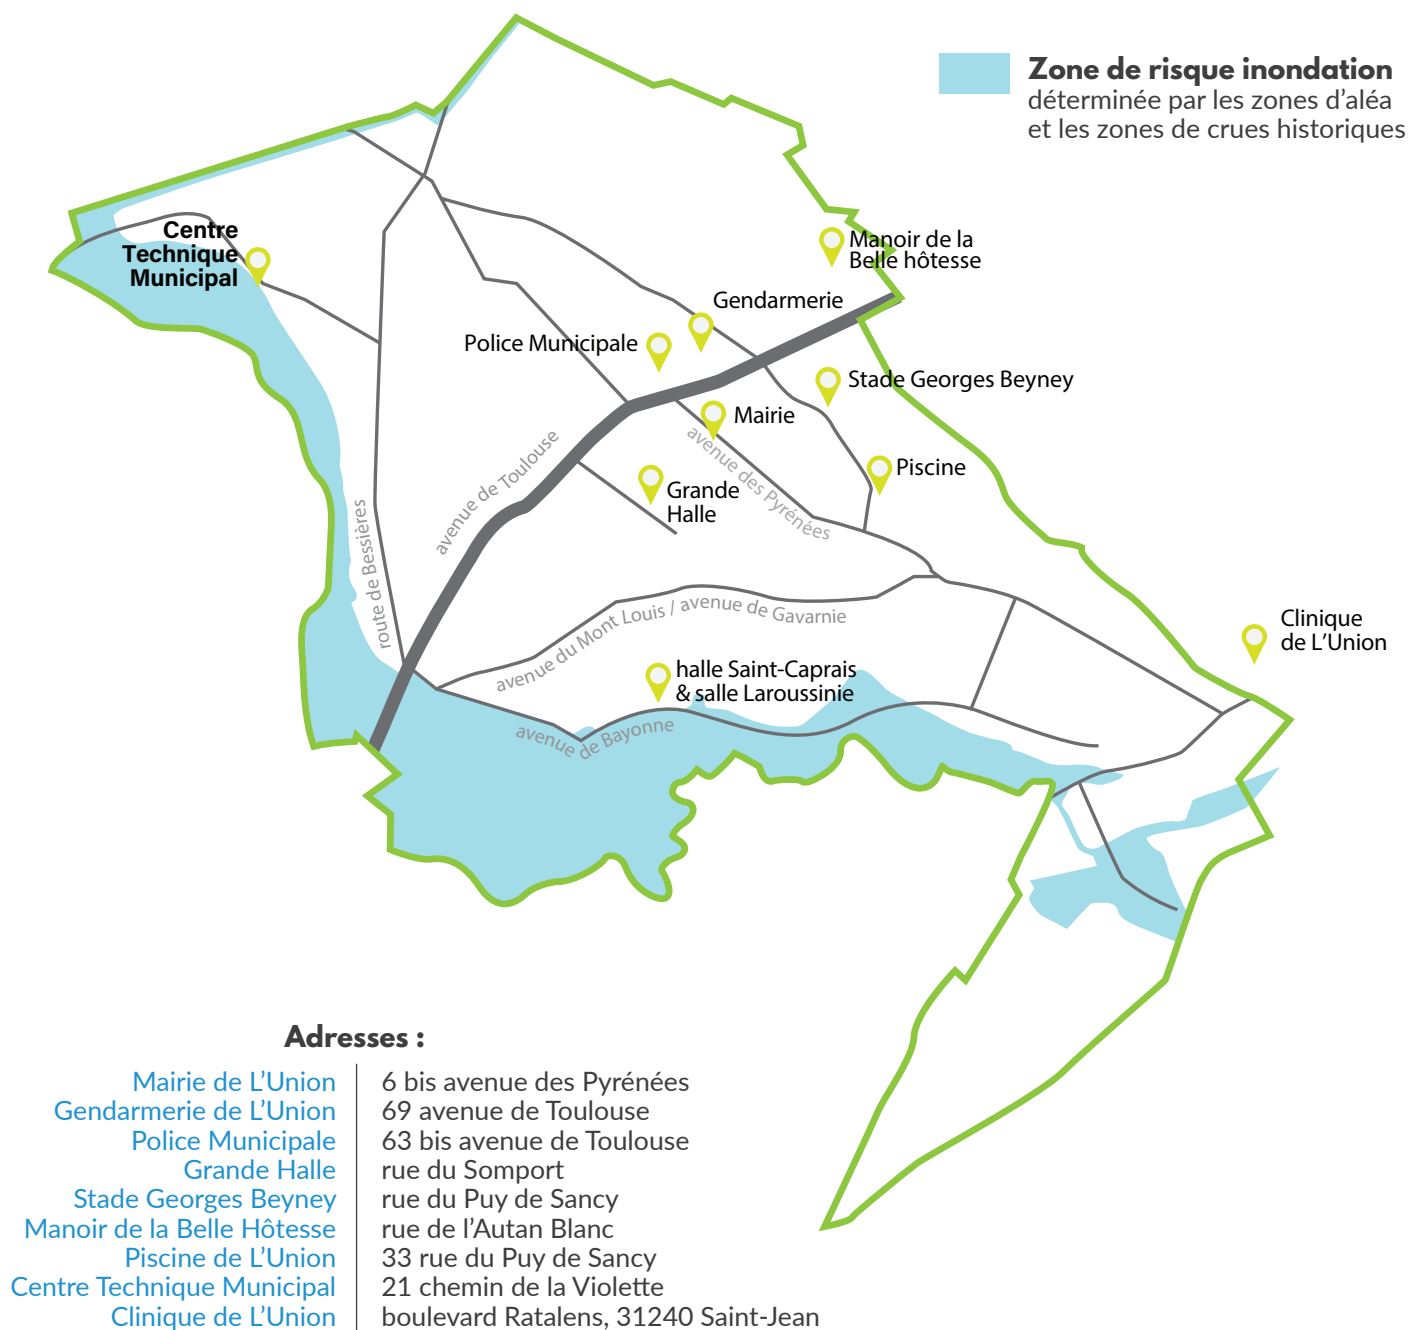 Zone de risque inondation
déterminée par les zones d'aléa
et les zones de crues historiques
Centre
Technique
Municipal
Manoir de la
Belle hôtesse
Gendarmerie
Police Municipale
Stade Georges Beyney
Mairie
avenue de Toulouse
avenue des Pyrénées
Piscine
Grande
Halle
route de Bessières
avenue du Mont Louis / avenue de Gavarnie
Clinique
de L'Union
halle Saint-Caprais
& salle Laroussinie
avenue de Bayonne
Adresses :
Mairie de L'Union 6 bis avenue des Pyrénées
Gendarmerie de L'Union 69 avenue de Toulouse
Police Municipale 63 bis avenue de Toulouse
Grande Halle rue du Somport
Stade Georges Beyney rue du Puy de Sancy
Manoir de la Belle Hôtesse rue de l'Autan Blanc
Piscine de L'Union 33 rue du Puy de Sancy
Centre Technique Municipal 21 chemin de la Violette
Clinique de L'Union boulevard Ratalens, 31240 Saint-Jean